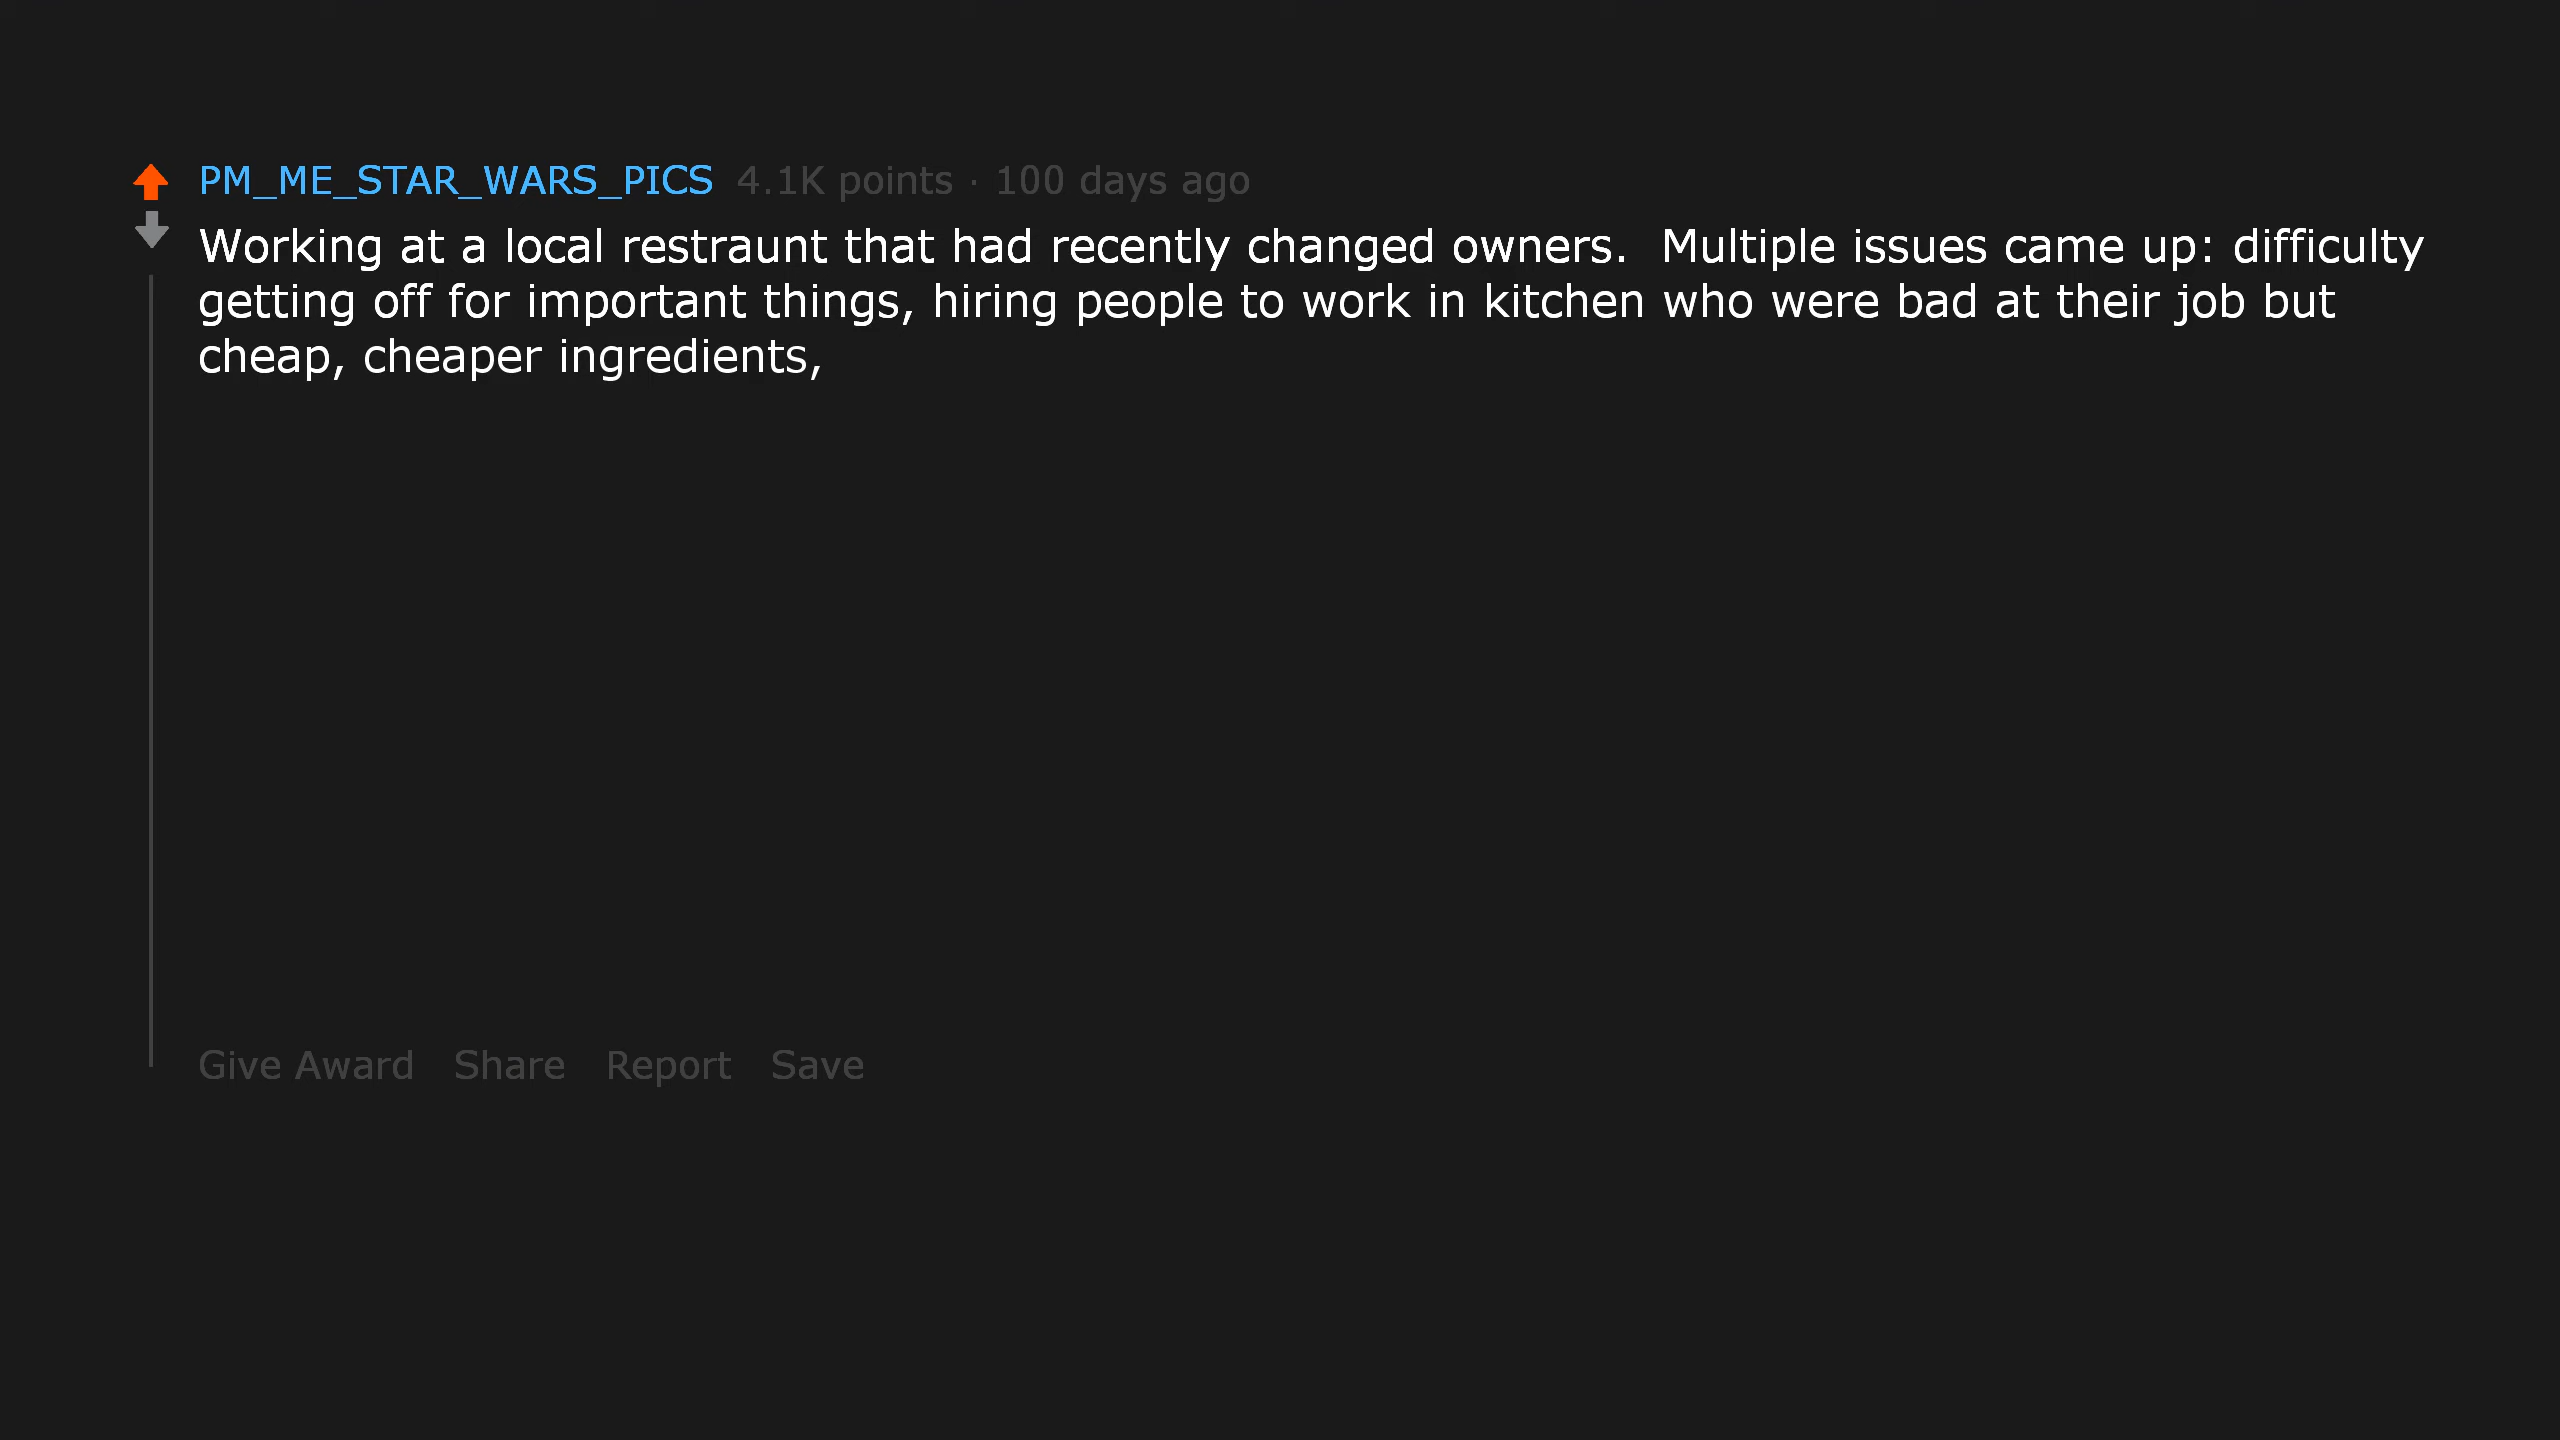 PM_ME_STAR_WARS_PICS 4.1K points · 100 days ago
Working at a local restraunt that had recently changed owners.  Multiple issues came up: difficulty
getting off for important things, hiring people to work in kitchen who were bad at their job but
cheap, cheaper ingredients,
Give Award Share Report Save